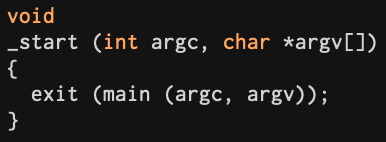 void
_start (int argc, char *argv[])
{
  exit (main (argc, argv));
}